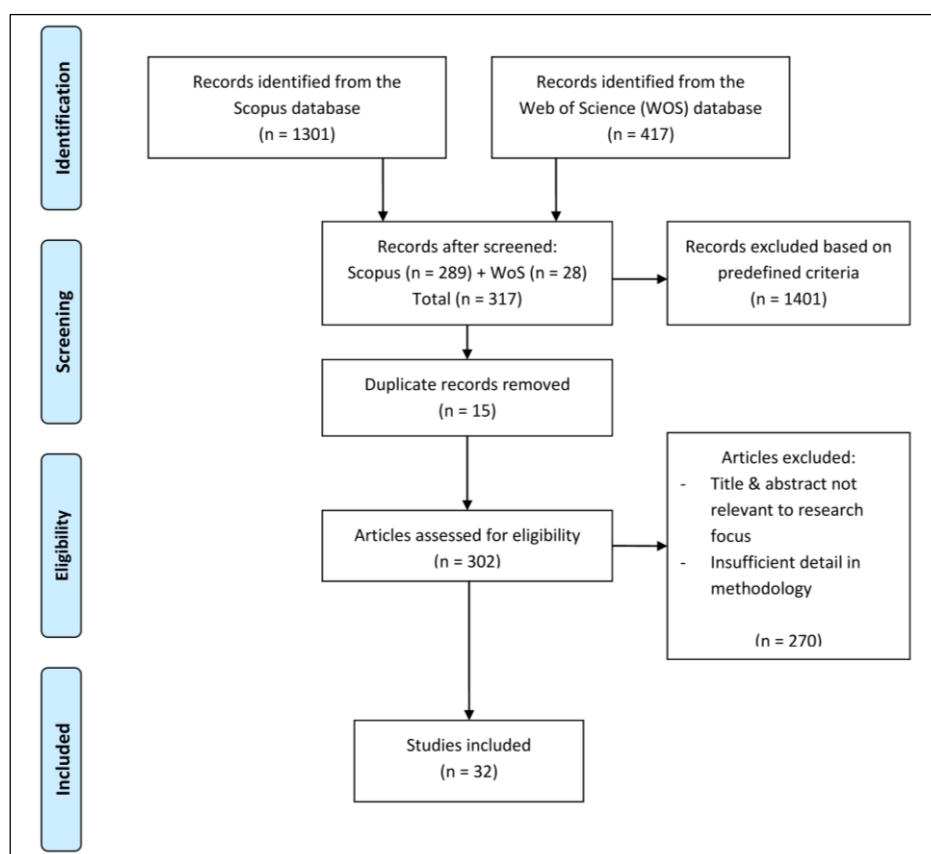 Identification
Records identified from the
Scopus database
(n = 1301)
Records identified from the
Web of Science (WOS) database
(n = 417)
Screening
Records after screened:
Scopus (n = 289) + WoS (n = 28)
Total (n = 317)
Records excluded based on
predefined criteria
(n = 1401)
Duplicate records removed
(n = 15)
Eligibility
Articles assessed for eligibility
(n = 302)
Articles excluded:
- Title & abstract not
relevant to research
focus
- Insufficient detail in
methodology
(n = 270)
Included
Studies included
(n = 32)